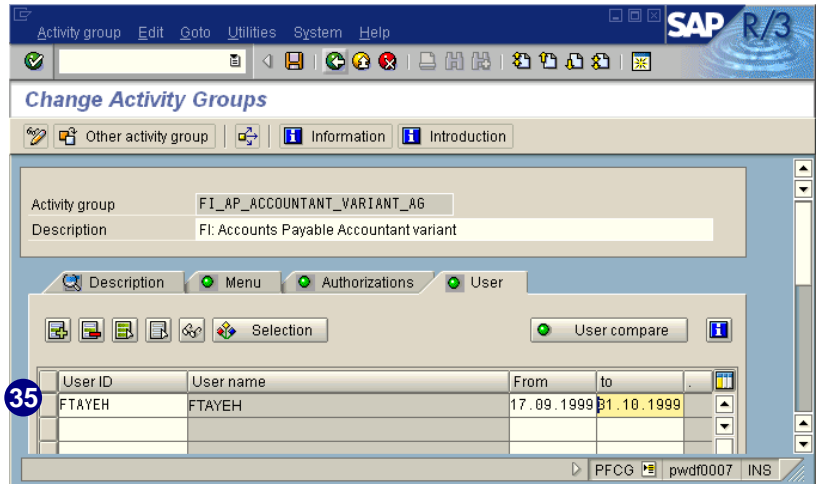 Activity group Edit Goto Utilities System Help
SAP R/3
Change Activity Groups
Other activity group Information Introduction
Activity group FI_AP_ACCOUNTANT_VARIANT_AG
Description FI: Accounts Payable Accountant variant
Description Menu Authorizations User
Selection User compare
User ID User name From to .
35 FTAYEH FTAYEH 17.09.1999 31.10.1999
PFCG pwdf0007 INS